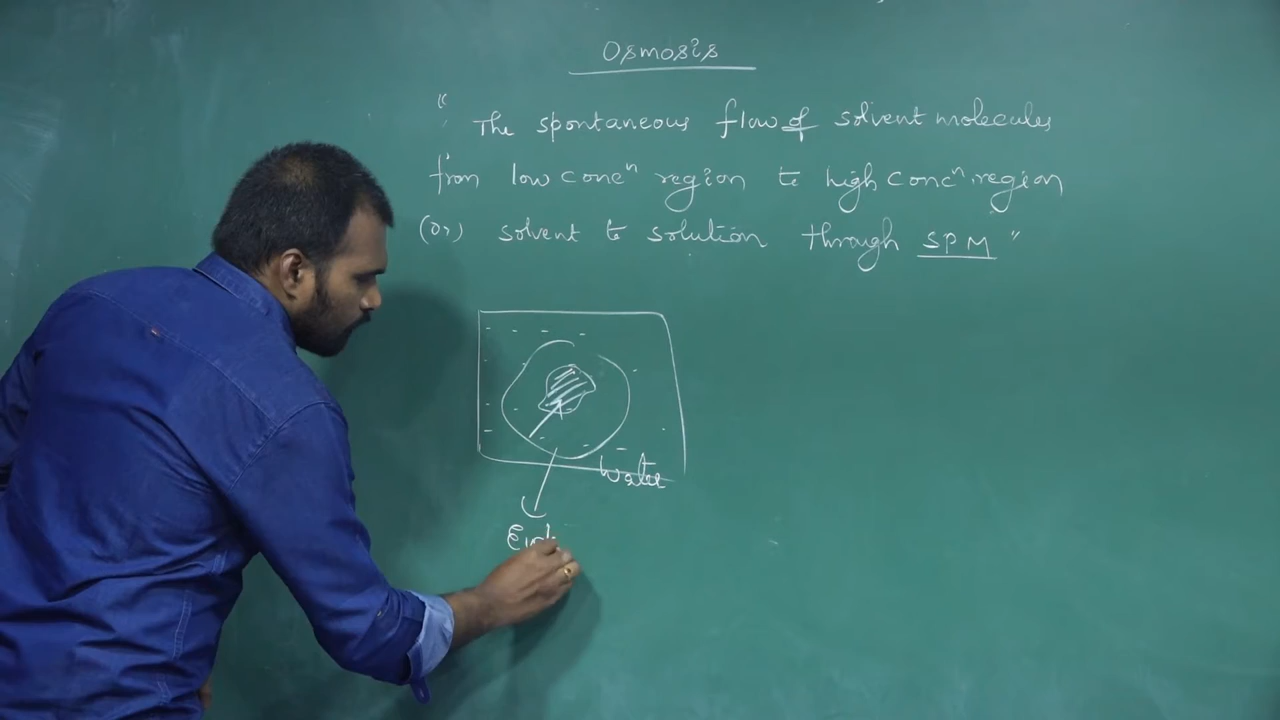 Osmosis
" The spontaneous flow of solvent molecules
from low concⁿ region to high concⁿ. region
(or) solvent to solution through SPM "
Water